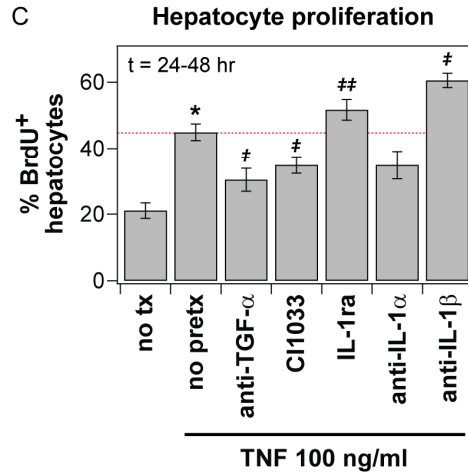 C
Hepatocyte proliferation
t = 24-48 hr
% BrdU⁺
hepatocytes
60
40
20
0
*
‡
‡
‡‡
‡
no tx
no pretx
anti-TGF-α
CI1033
IL-1ra
anti-IL-1α
anti-IL-1β
TNF 100 ng/ml